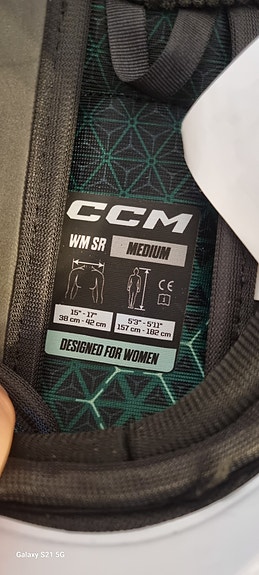 CCM
WM SR MEDIUM
CE
15" - 17"
38 cm - 42 cm
5'3" - 5'11"
157 cm - 182 cm
DESIGNED FOR WOMEN
Galaxy S21 5G